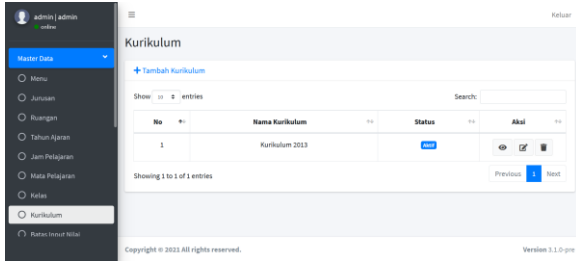 admin | admin
online
Master Data
Menu
Jurusan
Ruangan
Tahun Ajaran
Jam Pelajaran
Mata Pelajaran
Kelas
Kurikulum
Batas Input Nilai
Keluar
Kurikulum
+ Tambah Kurikulum
Show 10 entries
Search:
No Nama Kurikulum Status Aksi
1 Kurikulum 2013 Aktif
Showing 1 to 1 of 1 entries
Previous 1 Next
Copyright © 2021 All rights reserved.
Version 3.1.0-pre